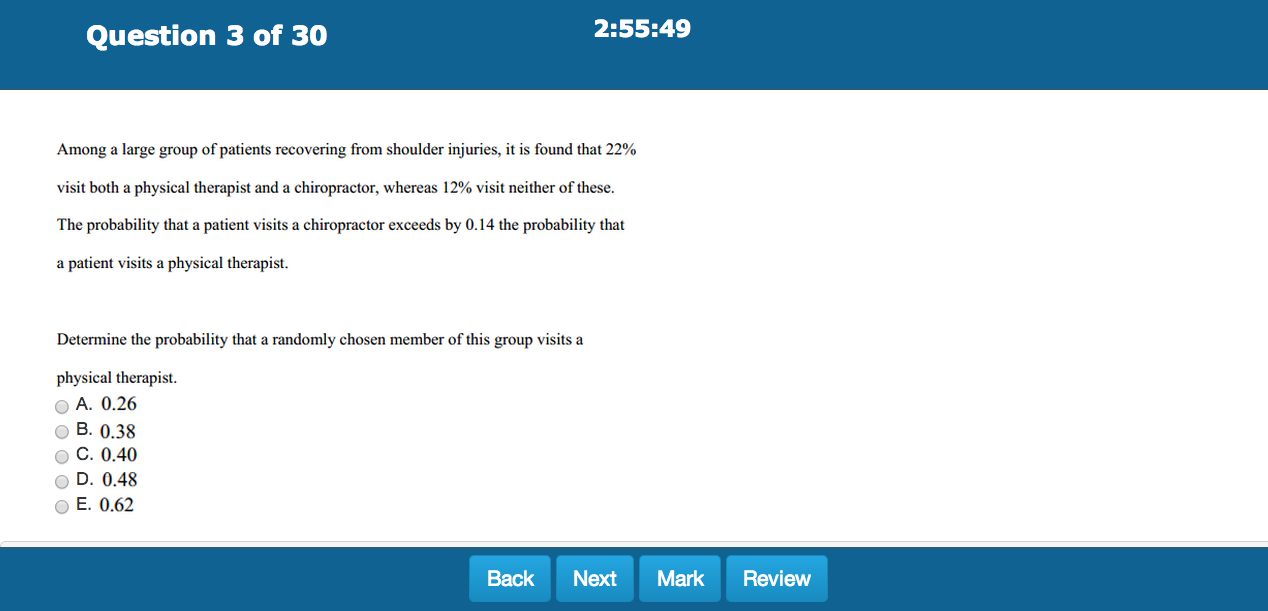 Question 3 of 30
2:55:49
Among a large group of patients recovering from shoulder injuries, it is found that 22%
visit both a physical therapist and a chiropractor, whereas 12% visit neither of these.
The probability that a patient visits a chiropractor exceeds by 0.14 the probability that
a patient visits a physical therapist.
Determine the probability that a randomly chosen member of this group visits a
physical therapist.
A. 0.26
B. 0.38
C. 0.40
D. 0.48
E. 0.62
Back Next Mark Review